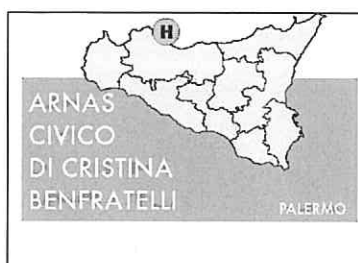 H
ARNAS
CIVICO
DI CRISTINA
BENFRATELLI
PALERMO